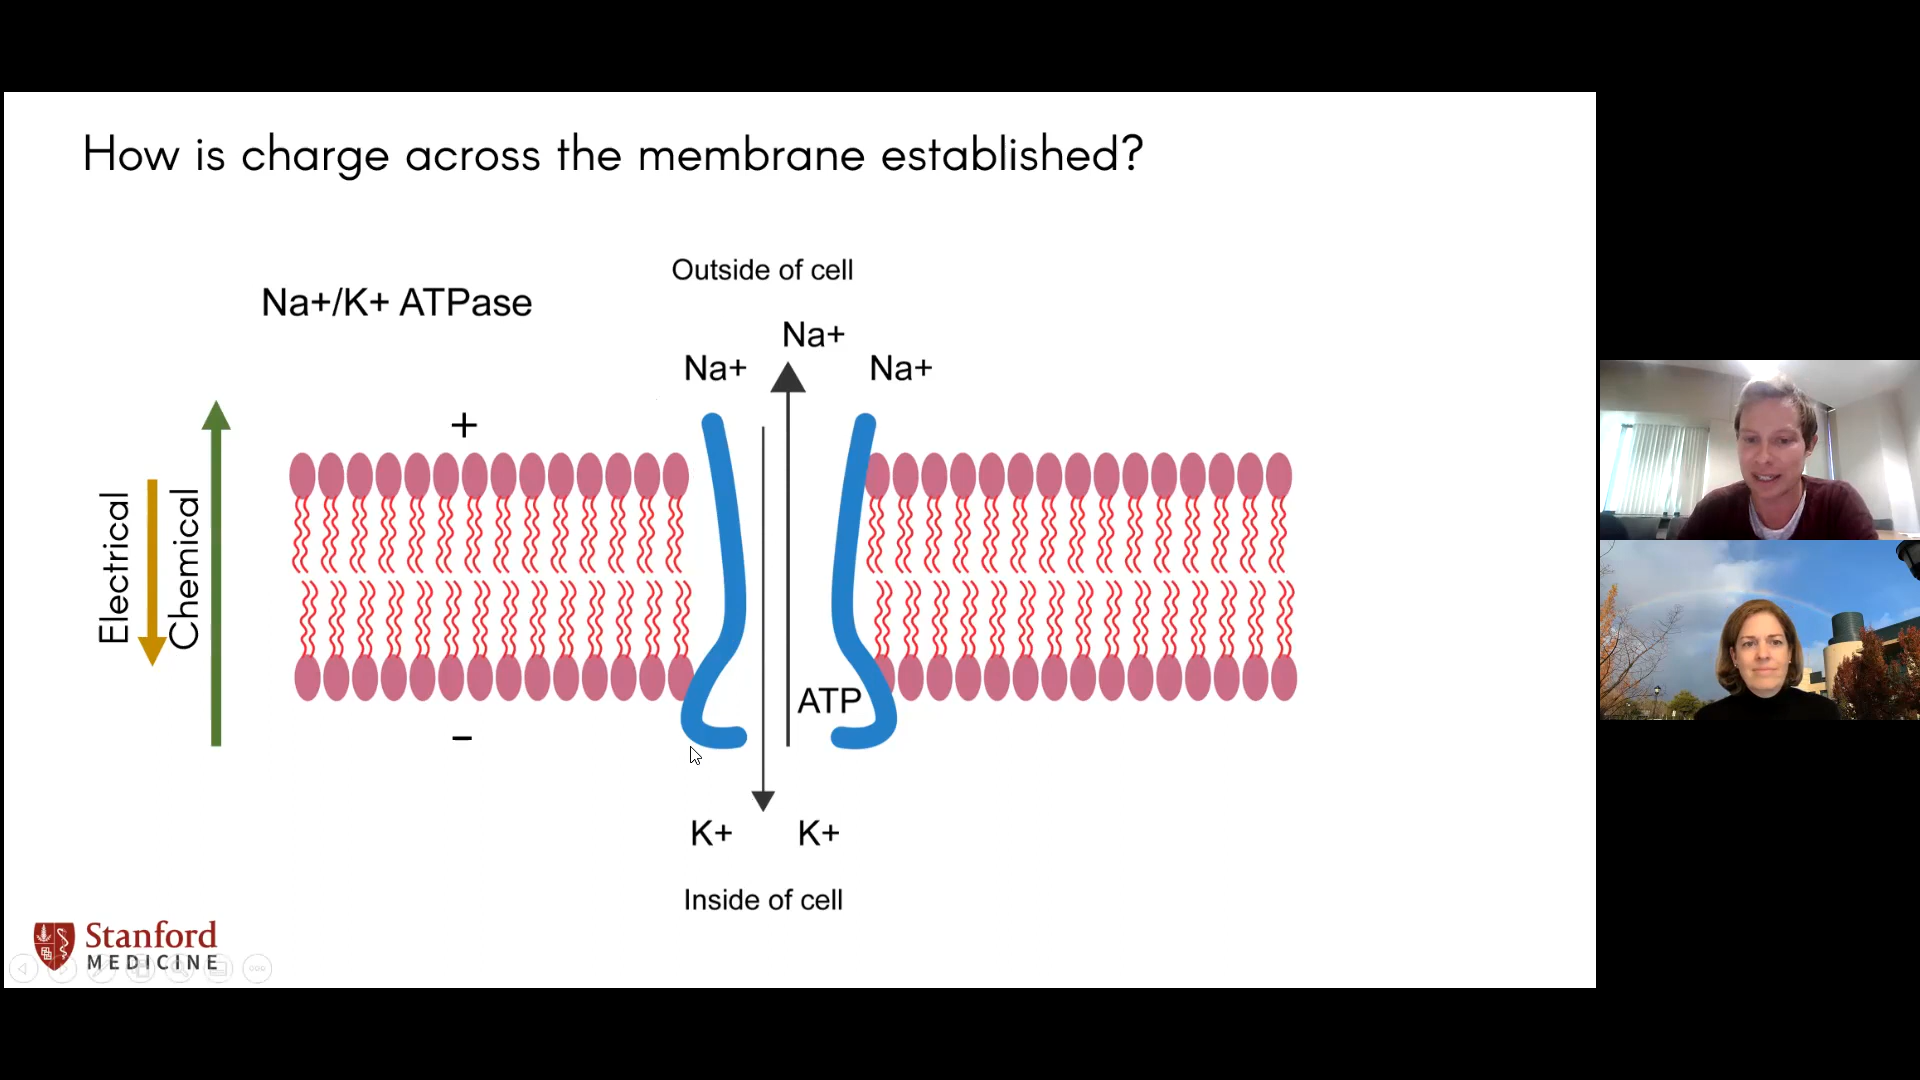 How is charge across the membrane established?
Outside of cell
Na+/K+ ATPase
Na+
Na+
Na+
+
Electrical
Chemical
ATP
–
K+
K+
Inside of cell
Stanford
MEDICINE